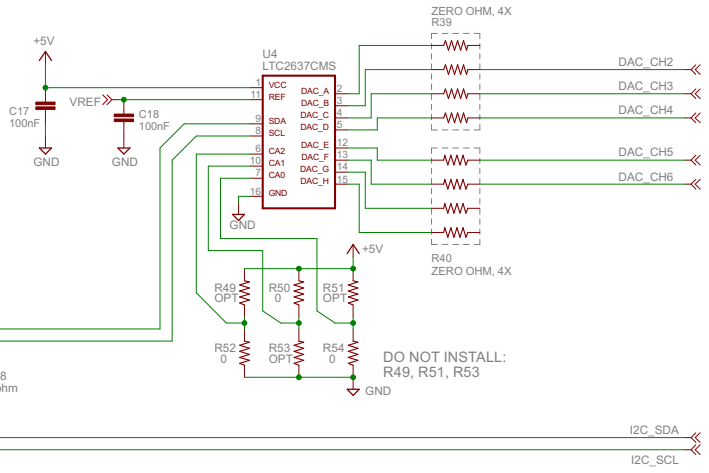 ZERO OHM, 4X
R39
+5V
U4
LTC2637CMS
DAC_CH2
1
VCC
11
REF
DAC_A
2
VREF
DAC_B
3
DAC_CH3
C17
100nF
C18
100nF
DAC_C
4
DAC_CH4
9
SDA
DAC_D
5
8
SCL
GND
GND
6
CA2
DAC_E
12
DAC_CH5
10
CA1
DAC_F
13
7
CA0
DAC_G
14
DAC_CH6
DAC_H
15
16
GND
GND
+5V
R40
ZERO OHM, 4X
R49
OPT
R50
0
R51
OPT
R52
0
R53
OPT
R54
0
DO NOT INSTALL:
R49, R51, R53
GND
8
ohm
I2C_SDA
I2C_SCL